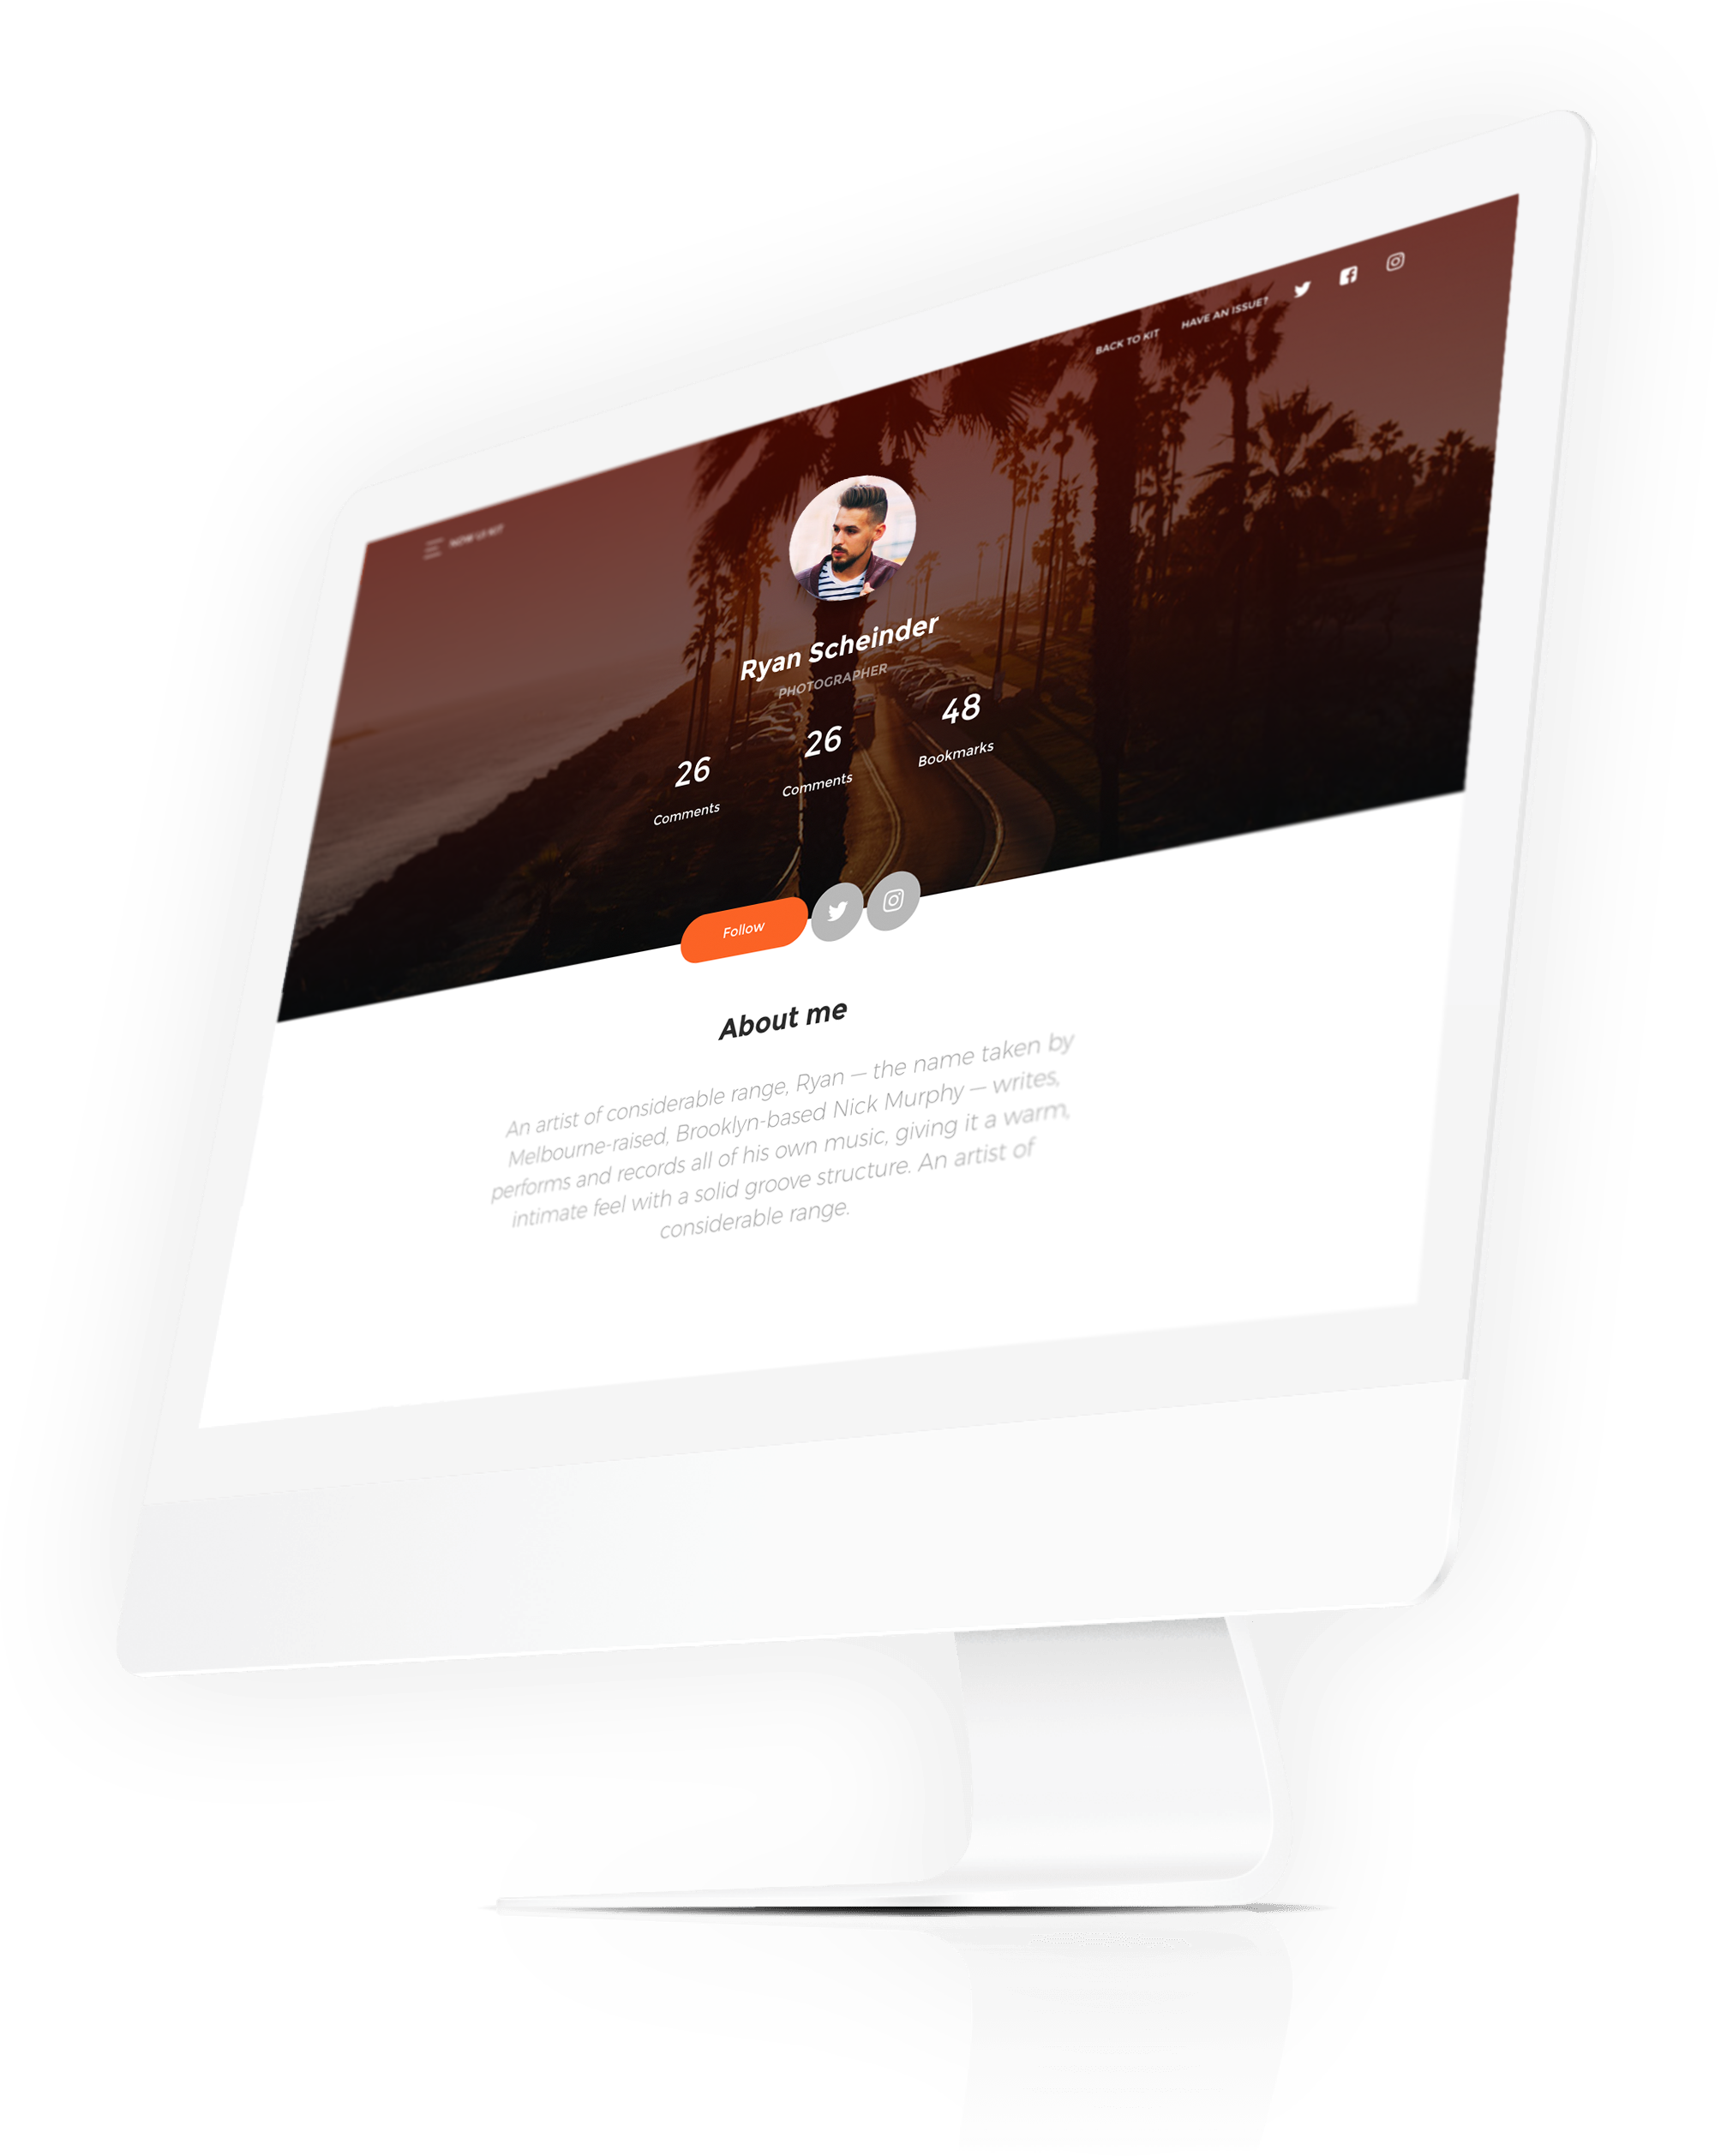 NOW UI KIT
BACK TO KIT
HAVE AN ISSUE?
Ryan Scheinder
PHOTOGRAPHER
26
Comments
26
Comments
48
Bookmarks
Follow
About me
An artist of considerable range, Ryan — the name taken by
Melbourne-raised, Brooklyn-based Nick Murphy — writes,
performs and records all of his own music, giving it a warm,
intimate feel with a solid groove structure. An artist of
considerable range.